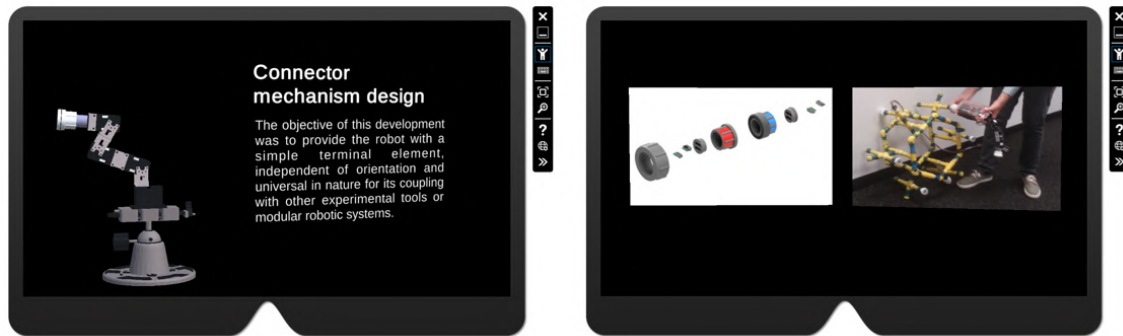 Connector
mechanism design
The objective of this development
was to provide the robot with a
simple terminal element,
independent of orientation and
universal in nature for its coupling
with other experimental tools or
modular robotic systems.
?
?